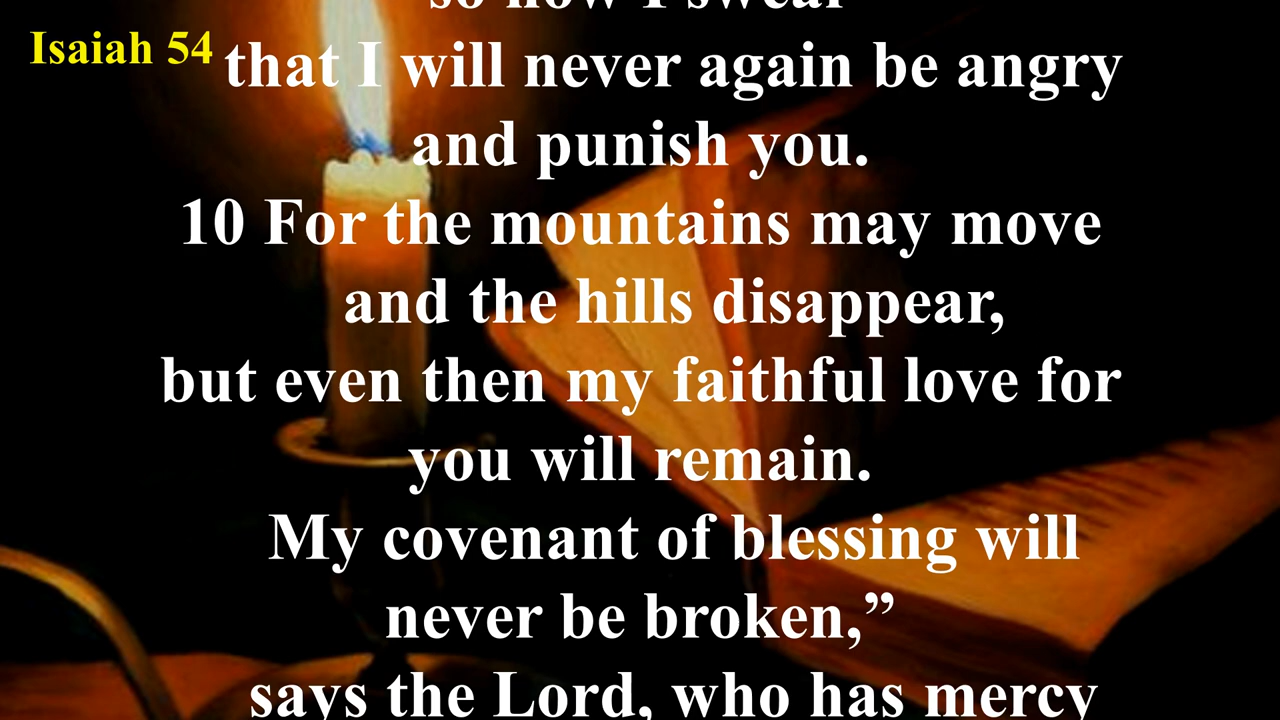 so now I swear
Isaiah 54
that I will never again be angry
and punish you.
10 For the mountains may move
and the hills disappear,
but even then my faithful love for
you will remain.
My covenant of blessing will
never be broken,”
says the Lord, who has mercy